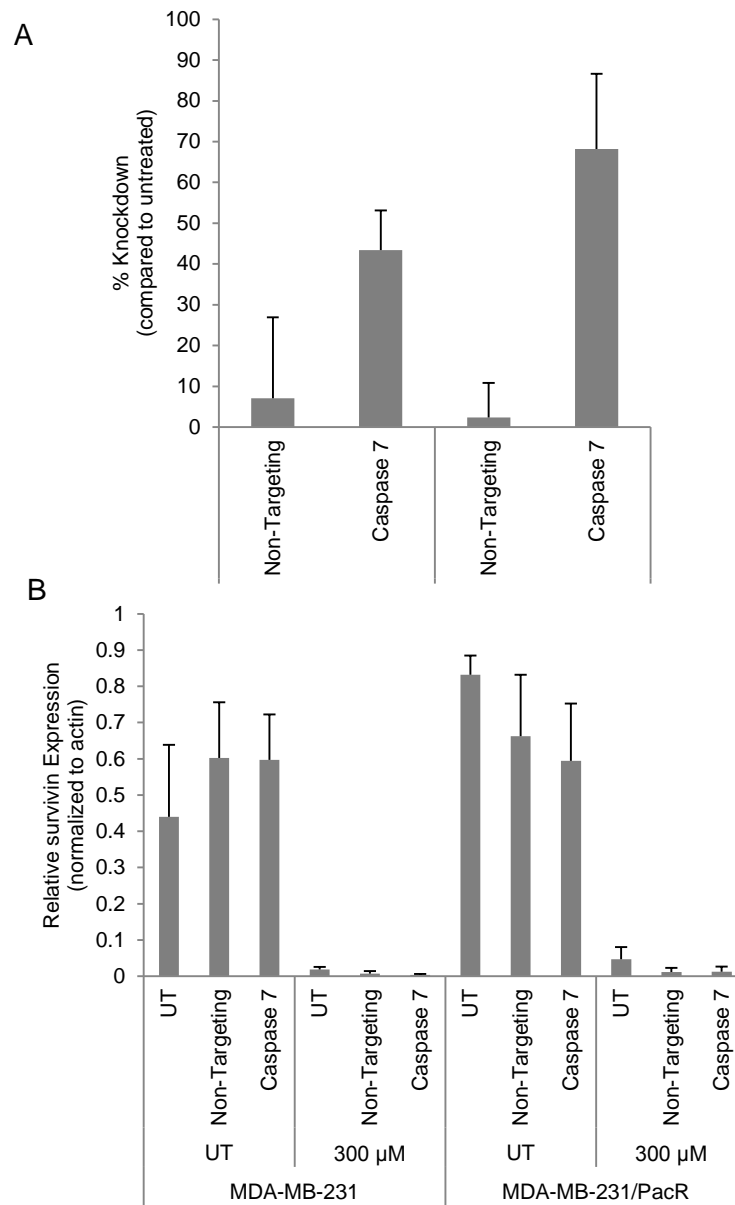 A
% Knockdown
(compared to untreated)
100
90
80
70
60
50
40
30
20
10
0
Non-Targeting
Caspase 7
Non-Targeting
Caspase 7
B
Relative survivin Expression
(normalized to actin)
1
0.9
0.8
0.7
0.6
0.5
0.4
0.3
0.2
0.1
0
UT
Non-Targeting
Caspase 7
UT
Non-Targeting
Caspase 7
UT
Non-Targeting
Caspase 7
UT
Non-Targeting
Caspase 7
UT 300 µM UT 300 µM
MDA-MB-231 MDA-MB-231/PacR